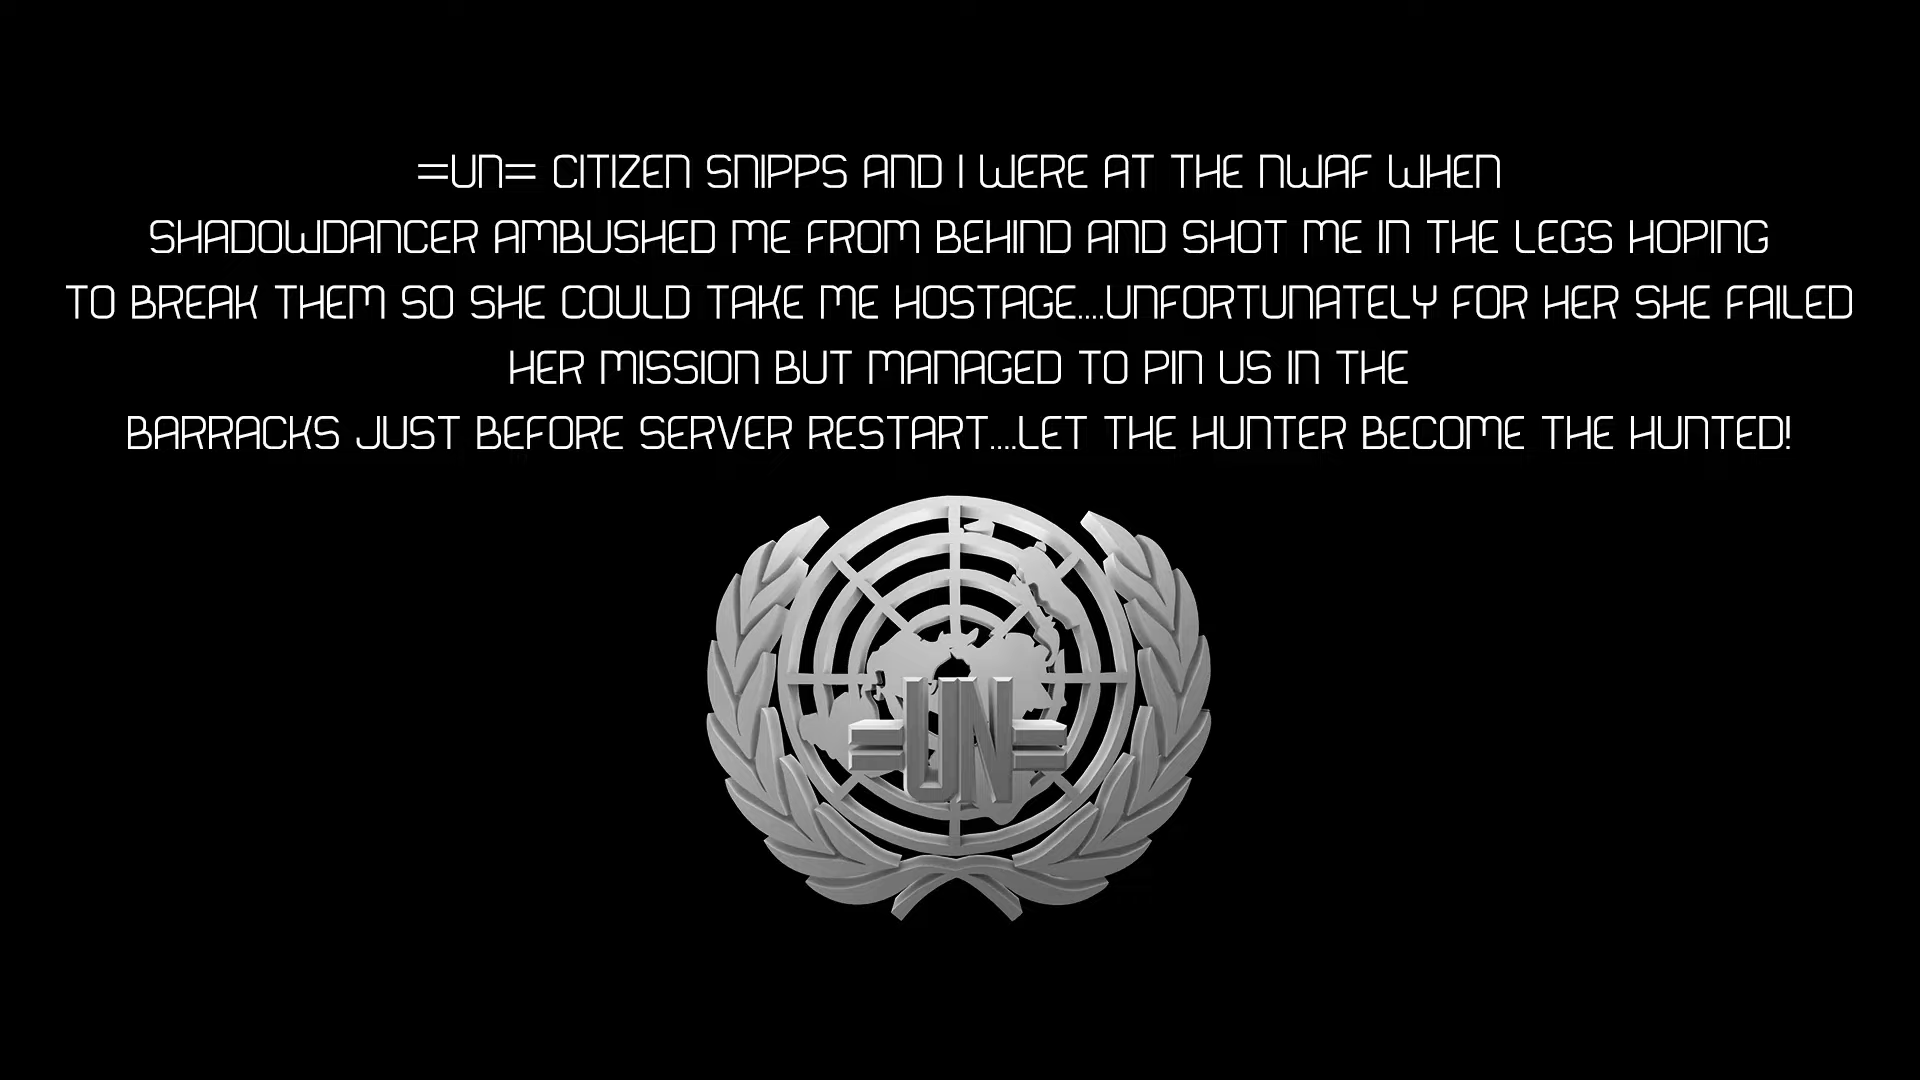 =UN= CITIZEN SNIPPS AND I WERE AT THE NWAF WHEN
SHADOWDANCER AMBUSHED ME FROM BEHIND AND SHOT ME IN THE LEGS HOPING
TO BREAK THEM SO SHE COULD TAKE ME HOSTAGE....UNFORTUNATELY FOR HER SHE FAILED
HER MISSION BUT MANAGED TO PIN US IN THE
BARRACKS JUST BEFORE SERVER RESTART....LET THE HUNTER BECOME THE HUNTED!
=UN=